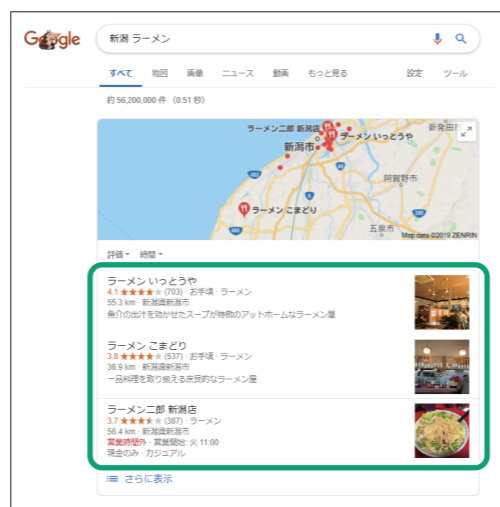 Google
新潟 ラーメン
すべて 地図 画像 ニュース 動画 もっと見る 設定 ツール
約 56,200,000 件 （0.51 秒）
ラーメン二郎 新潟店
ラーメン いっとうや
新発田市
新潟市
阿賀野市
ラーメン こまどり
五泉市
Map data ©2019 ZENRIN
評価 時間
ラーメン いっとうや
4.1 ★★★★★ (703) · お手頃 · ラーメン
55.3 km · 新潟県新潟市
魚介の出汁を効かせたスープが特徴のアットホームなラーメン屋
ラーメン こまどり
3.8 ★★★★★ (537) · お手頃 · ラーメン
36.9 km · 新潟県新潟市
一品料理を取り揃える庶民的なラーメン屋
ラーメン二郎 新潟店
3.7 ★★★★★ (387) · ラーメン
56.4 km · 新潟県新潟市
営業時間外 · 営業開始: 火 11:00
現金のみ · カジュアル
さらに表示